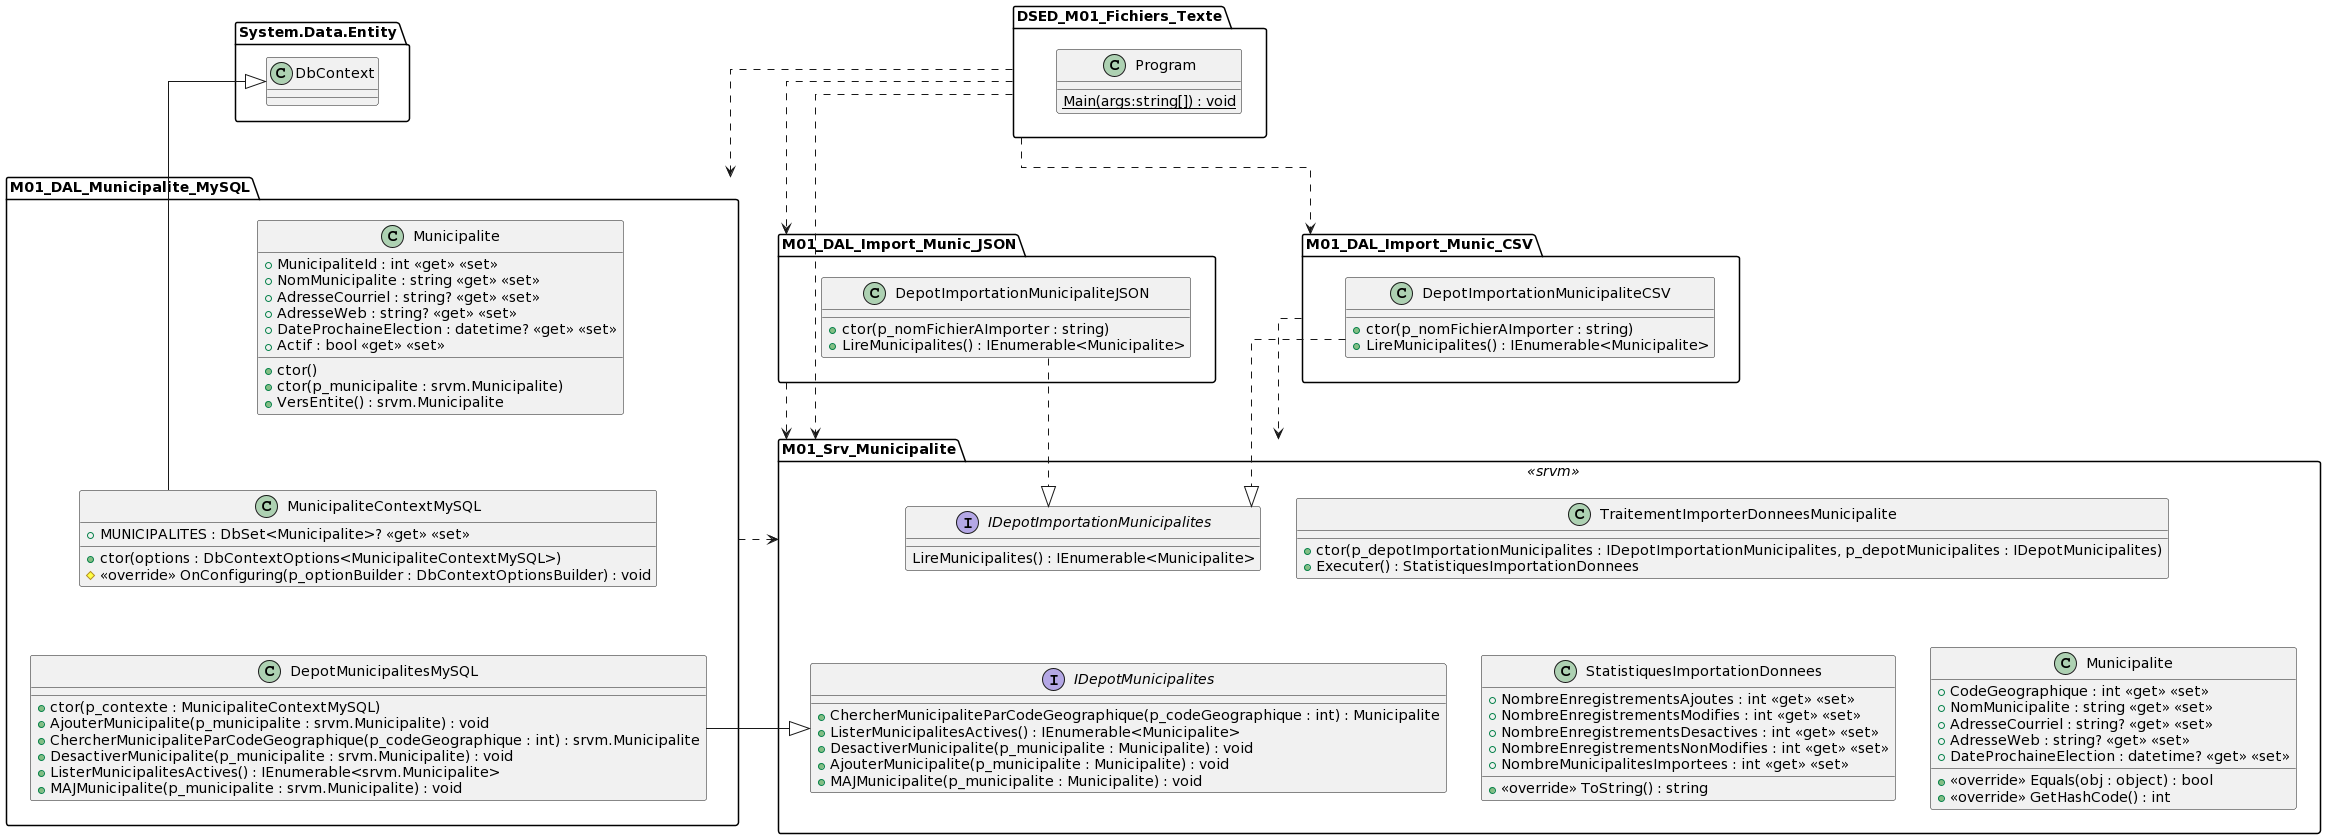 DSED_M01_Fichiers_Texte
Program
Main(args:string[]) : void
System.Data.Entity
DbContext
M01_DAL_Municipalite_MySQL
Municipalite
MunicipaliteId : int «get» «set»
NomMunicipalite : string «get» «set»
AdresseCourriel : string? «get» «set»
AdresseWeb : string? «get» «set»
DateProchaineElection : datetime? «get» «set»
Actif : bool «get» «set»
ctor()
ctor(p_municipalite : srvm.Municipalite)
VersEntite() : srvm.Municipalite
MunicipaliteContextMySQL
MUNICIPALITES : DbSet<Municipalite>? «get» «set»
ctor(options : DbContextOptions<MunicipaliteContextMySQL>)
«override» OnConfiguring(p_optionBuilder : DbContextOptionsBuilder) : void
DepotMunicipalitesMySQL
ctor(p_contexte : MunicipaliteContextMySQL)
AjouterMunicipalite(p_municipalite : srvm.Municipalite) : void
ChercherMunicipaliteParCodeGeographique(p_codeGeographique : int) : srvm.Municipalite
DesactiverMunicipalite(p_municipalite : srvm.Municipalite) : void
ListerMunicipalitesActives() : IEnumerable<srvm.Municipalite>
MAJMunicipalite(p_municipalite : srvm.Municipalite) : void
M01_DAL_Import_Munic_JSON
DepotImportationMunicipaliteJSON
ctor(p_nomFichierAImporter : string)
LireMunicipalites() : IEnumerable<Municipalite>
M01_DAL_Import_Munic_CSV
DepotImportationMunicipaliteCSV
ctor(p_nomFichierAImporter : string)
LireMunicipalites() : IEnumerable<Municipalite>
M01_Srv_Municipalite
«srvm»
IDepotImportationMunicipalites
LireMunicipalites() : IEnumerable<Municipalite>
TraitementImporterDonneesMunicipalite
ctor(p_depotImportationMunicipalites : IDepotImportationMunicipalites, p_depotMunicipalites : IDepotMunicipalites)
Executer() : StatistiquesImportationDonnees
IDepotMunicipalites
ChercherMunicipaliteParCodeGeographique(p_codeGeographique : int) : Municipalite
ListerMunicipalitesActives() : IEnumerable<Municipalite>
DesactiverMunicipalite(p_municipalite : Municipalite) : void
AjouterMunicipalite(p_municipalite : Municipalite) : void
MAJMunicipalite(p_municipalite : Municipalite) : void
StatistiquesImportationDonnees
NombreEnregistrementsAjoutes : int «get» «set»
NombreEnregistrementsModifies : int «get» «set»
NombreEnregistrementsDesactives : int «get» «set»
NombreEnregistrementsNonModifies : int «get» «set»
NombreMunicipalitesImportees : int «get» «set»
«override» ToString() : string
Municipalite
CodeGeographique : int «get» «set»
NomMunicipalite : string «get» «set»
AdresseCourriel : string? «get» «set»
AdresseWeb : string? «get» «set»
DateProchaineElection : datetime? «get» «set»
«override» Equals(obj : object) : bool
«override» GetHashCode() : int